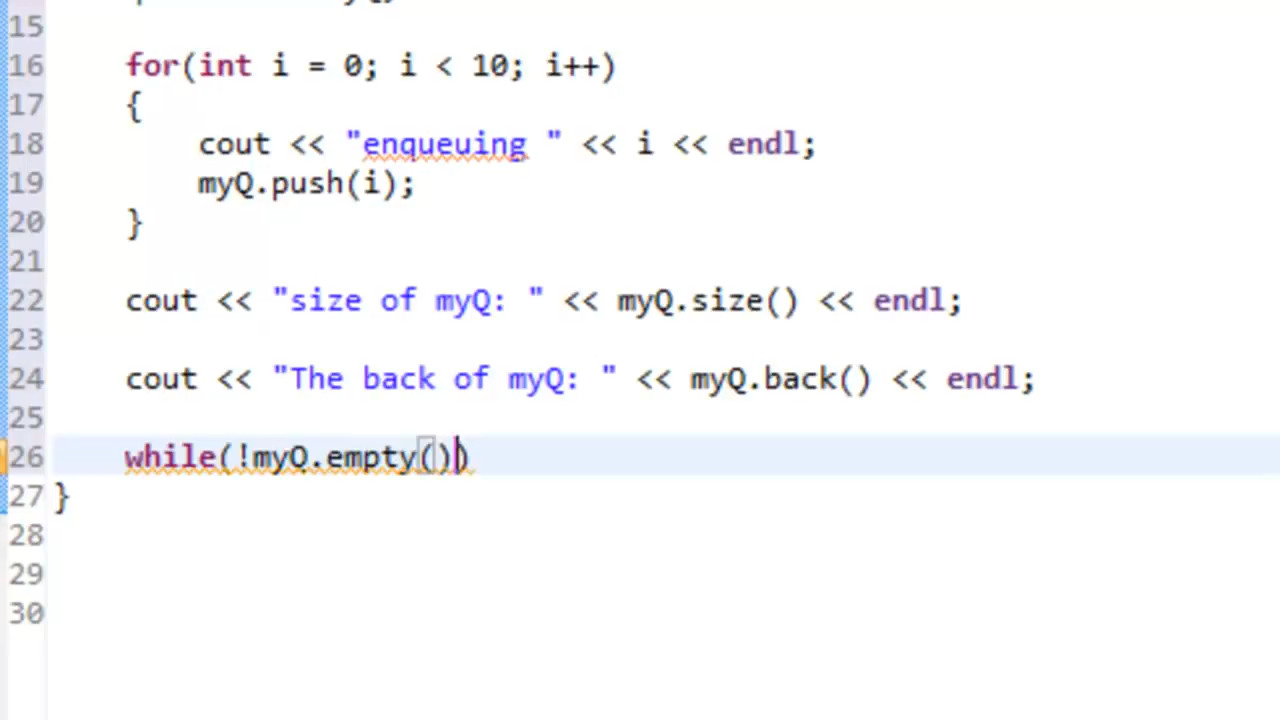 15
16 for(int i = 0; i < 10; i++)
17 {
18 cout << "enqueuing " << i << endl;
19 myQ.push(i);
20 }
21
22 cout << "size of myQ: " << myQ.size() << endl;
23
24 cout << "The back of myQ: " << myQ.back() << endl;
25
26 while(!myQ.empty())
27 }
28
29
30